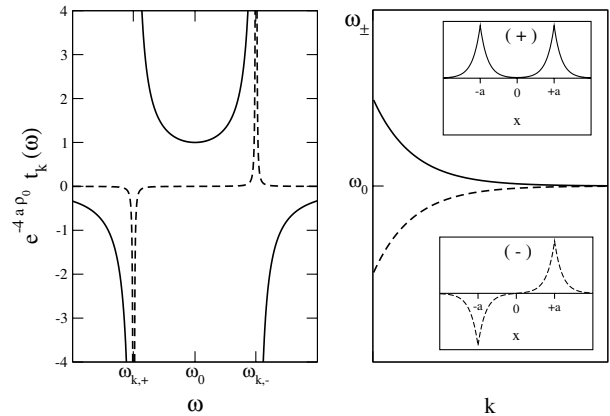 4
3
2
1
0
-1
-2
-3
-4
e^{-4 a ρ_0} t_k (ω)
ω_{k,+} ω_0 ω_{k,-}
ω
ω_±
ω_0
k
( + )
-a 0 +a
x
( - )
-a 0 +a
x